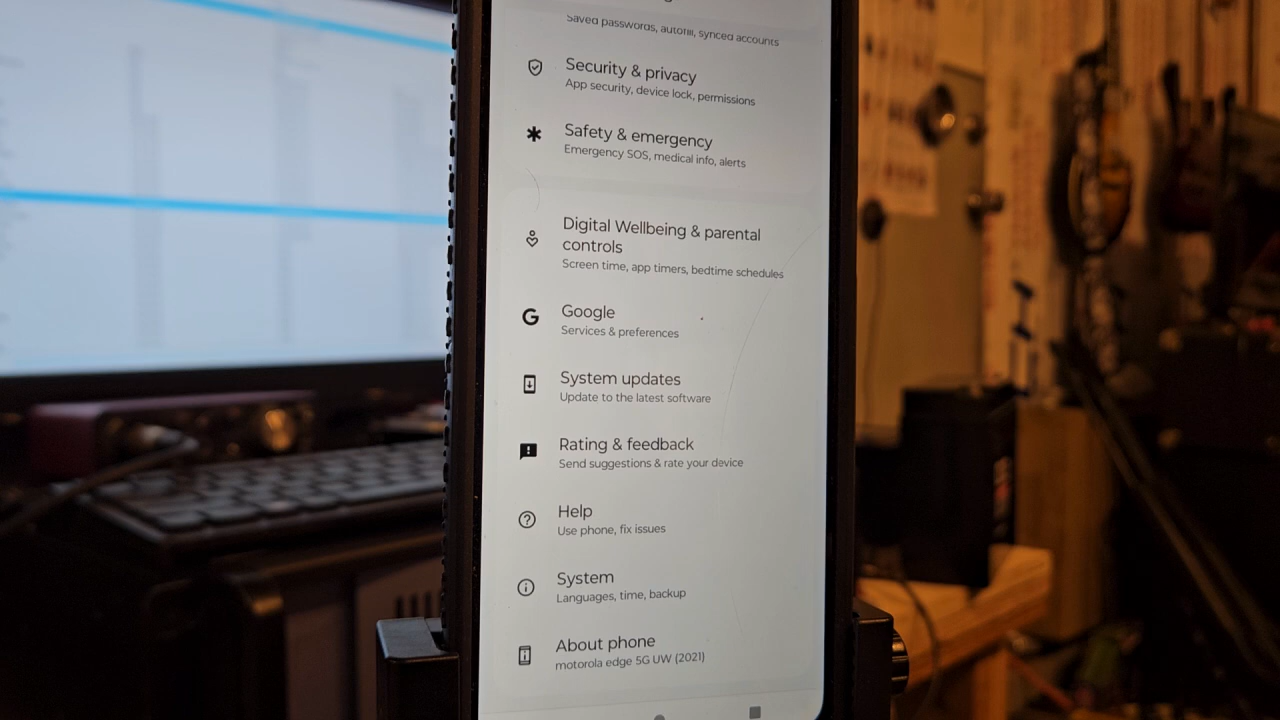 Saved passwords, autofill, synced accounts
Security & privacy
App security, device lock, permissions
Safety & emergency
Emergency SOS, medical info, alerts
Digital Wellbeing & parental
controls
Screen time, app timers, bedtime schedules
Google
Services & preferences
System updates
Update to the latest software
Rating & feedback
Send suggestions & rate your device
Help
Use phone, fix issues
System
Languages, time, backup
About phone
motorola edge 5G UW (2021)